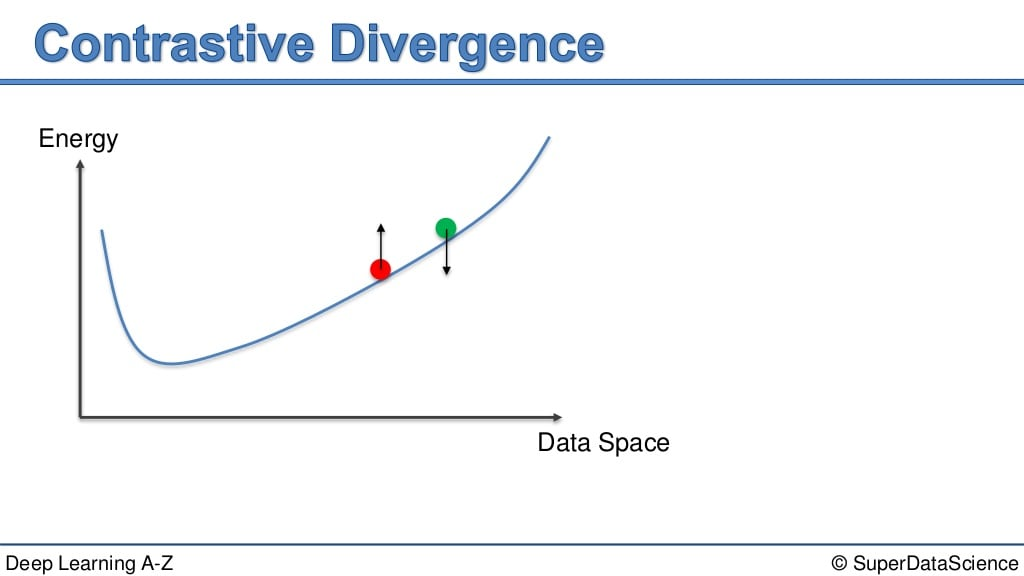 Contrastive Divergence
Energy
Data Space
Deep Learning A-Z
© SuperDataScience